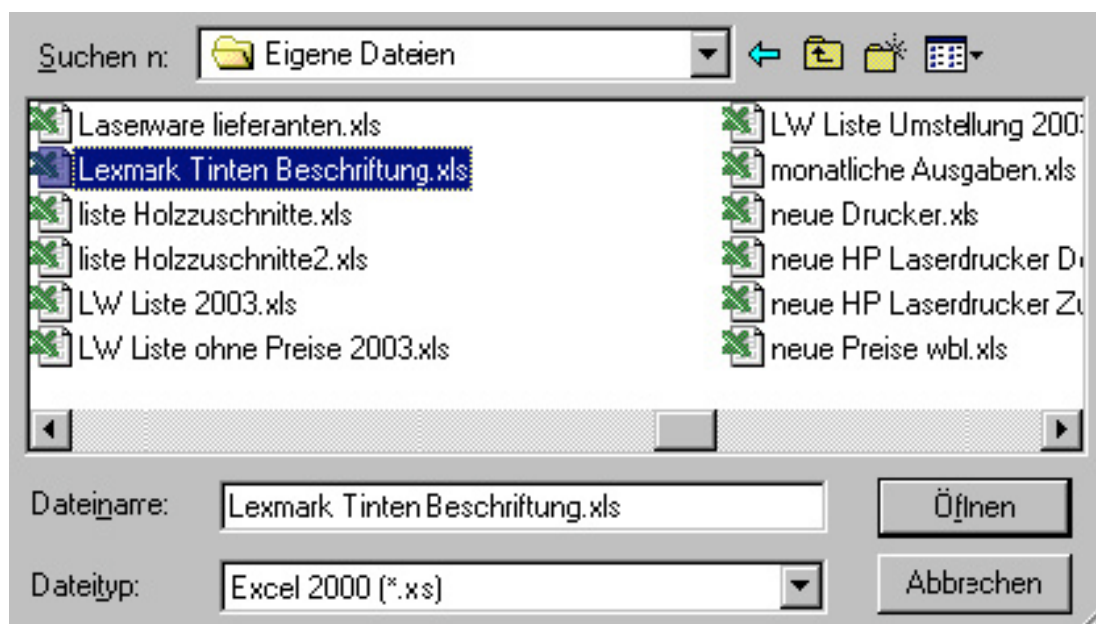 Suchen n: Eigene Dateien
Laserware lieferanten.xls
Lexmark Tinten Beschriftung.xls
liste Holzzuschnitte.xls
liste Holzzuschnitte2.xls
LW Liste 2003.xls
LW Liste ohne Preise 2003.xls
LW Liste Umstellung 200
monatliche Ausgaben.xls
neue Drucker.xls
neue HP Laserdrucker D
neue HP Laserdrucker Zu
neue Preise wbl.xls
Dateiname: Lexmark Tinten Beschriftung.xls Öffnen
Dateityp: Excel 2000 (*.xs) Abbrechen